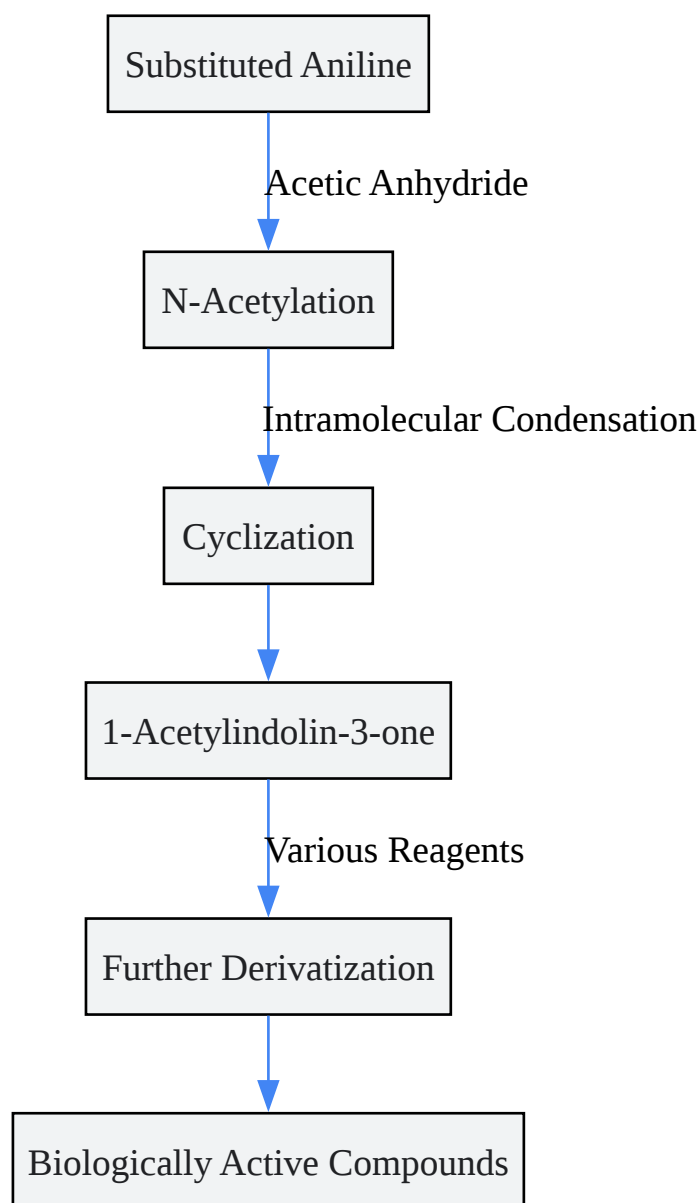 Substituted Aniline
Acetic Anhydride
N-Acetylation
Intramolecular Condensation
Cyclization
1-Acetylindolin-3-one
Various Reagents
Further Derivatization
Biologically Active Compounds